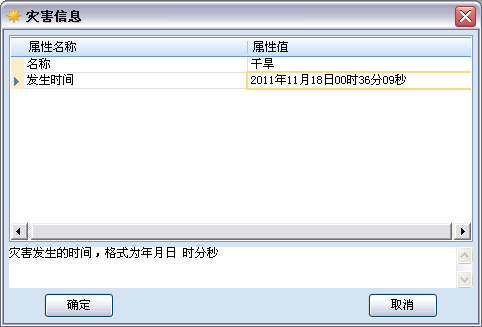 灾害信息
属性名称 属性值
名称 干旱
发生时间 2011年11月18日00时36分09秒
灾害发生的时间，格式为年月日 时分秒
确定 取消